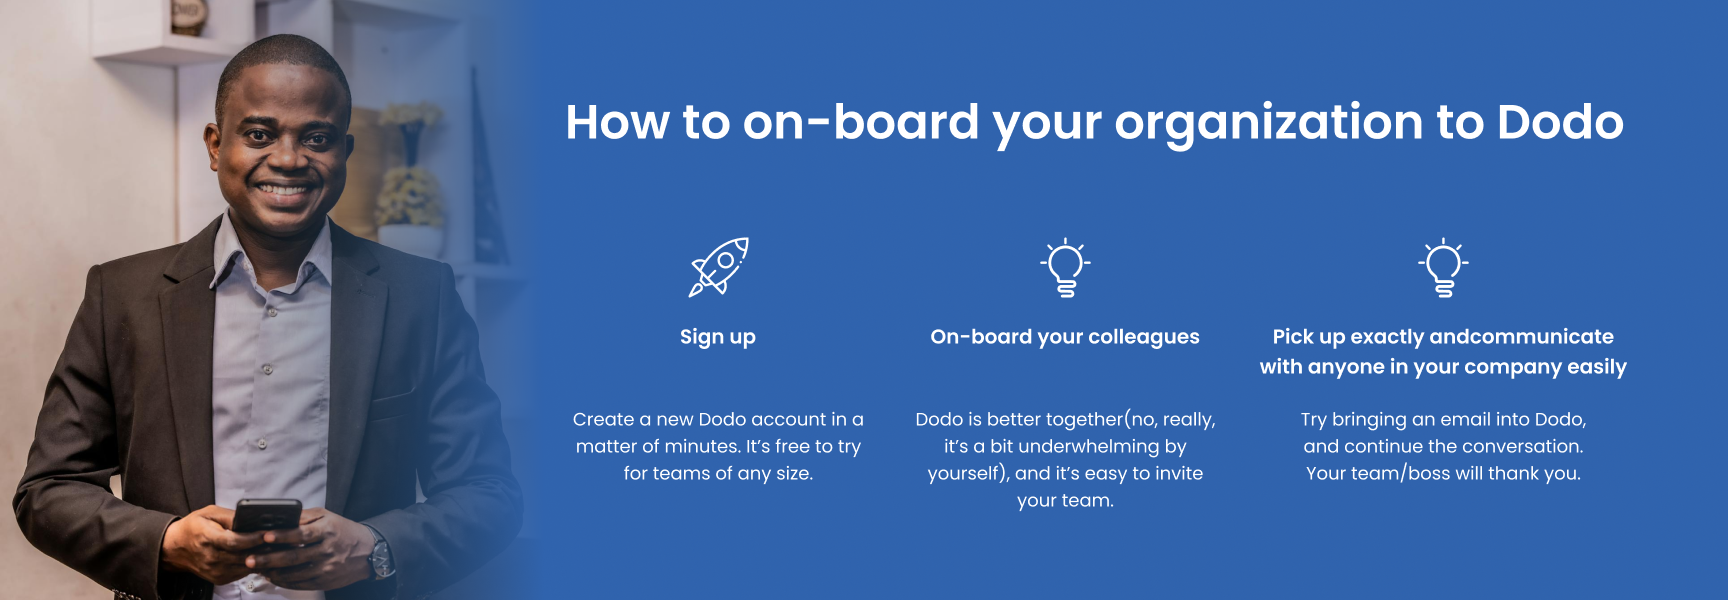 How to on-board your organization to Dodo
Sign up
Create a new Dodo account in a
matter of minutes. It's free to try
for teams of any size.
On-board your colleagues
Dodo is better together(no, really,
it's a bit underwhelming by
yourself), and it's easy to invite
your team.
Pick up exactly andcommunicate
with anyone in your company easily
Try bringing an email into Dodo,
and continue the conversation.
Your team/boss will thank you.